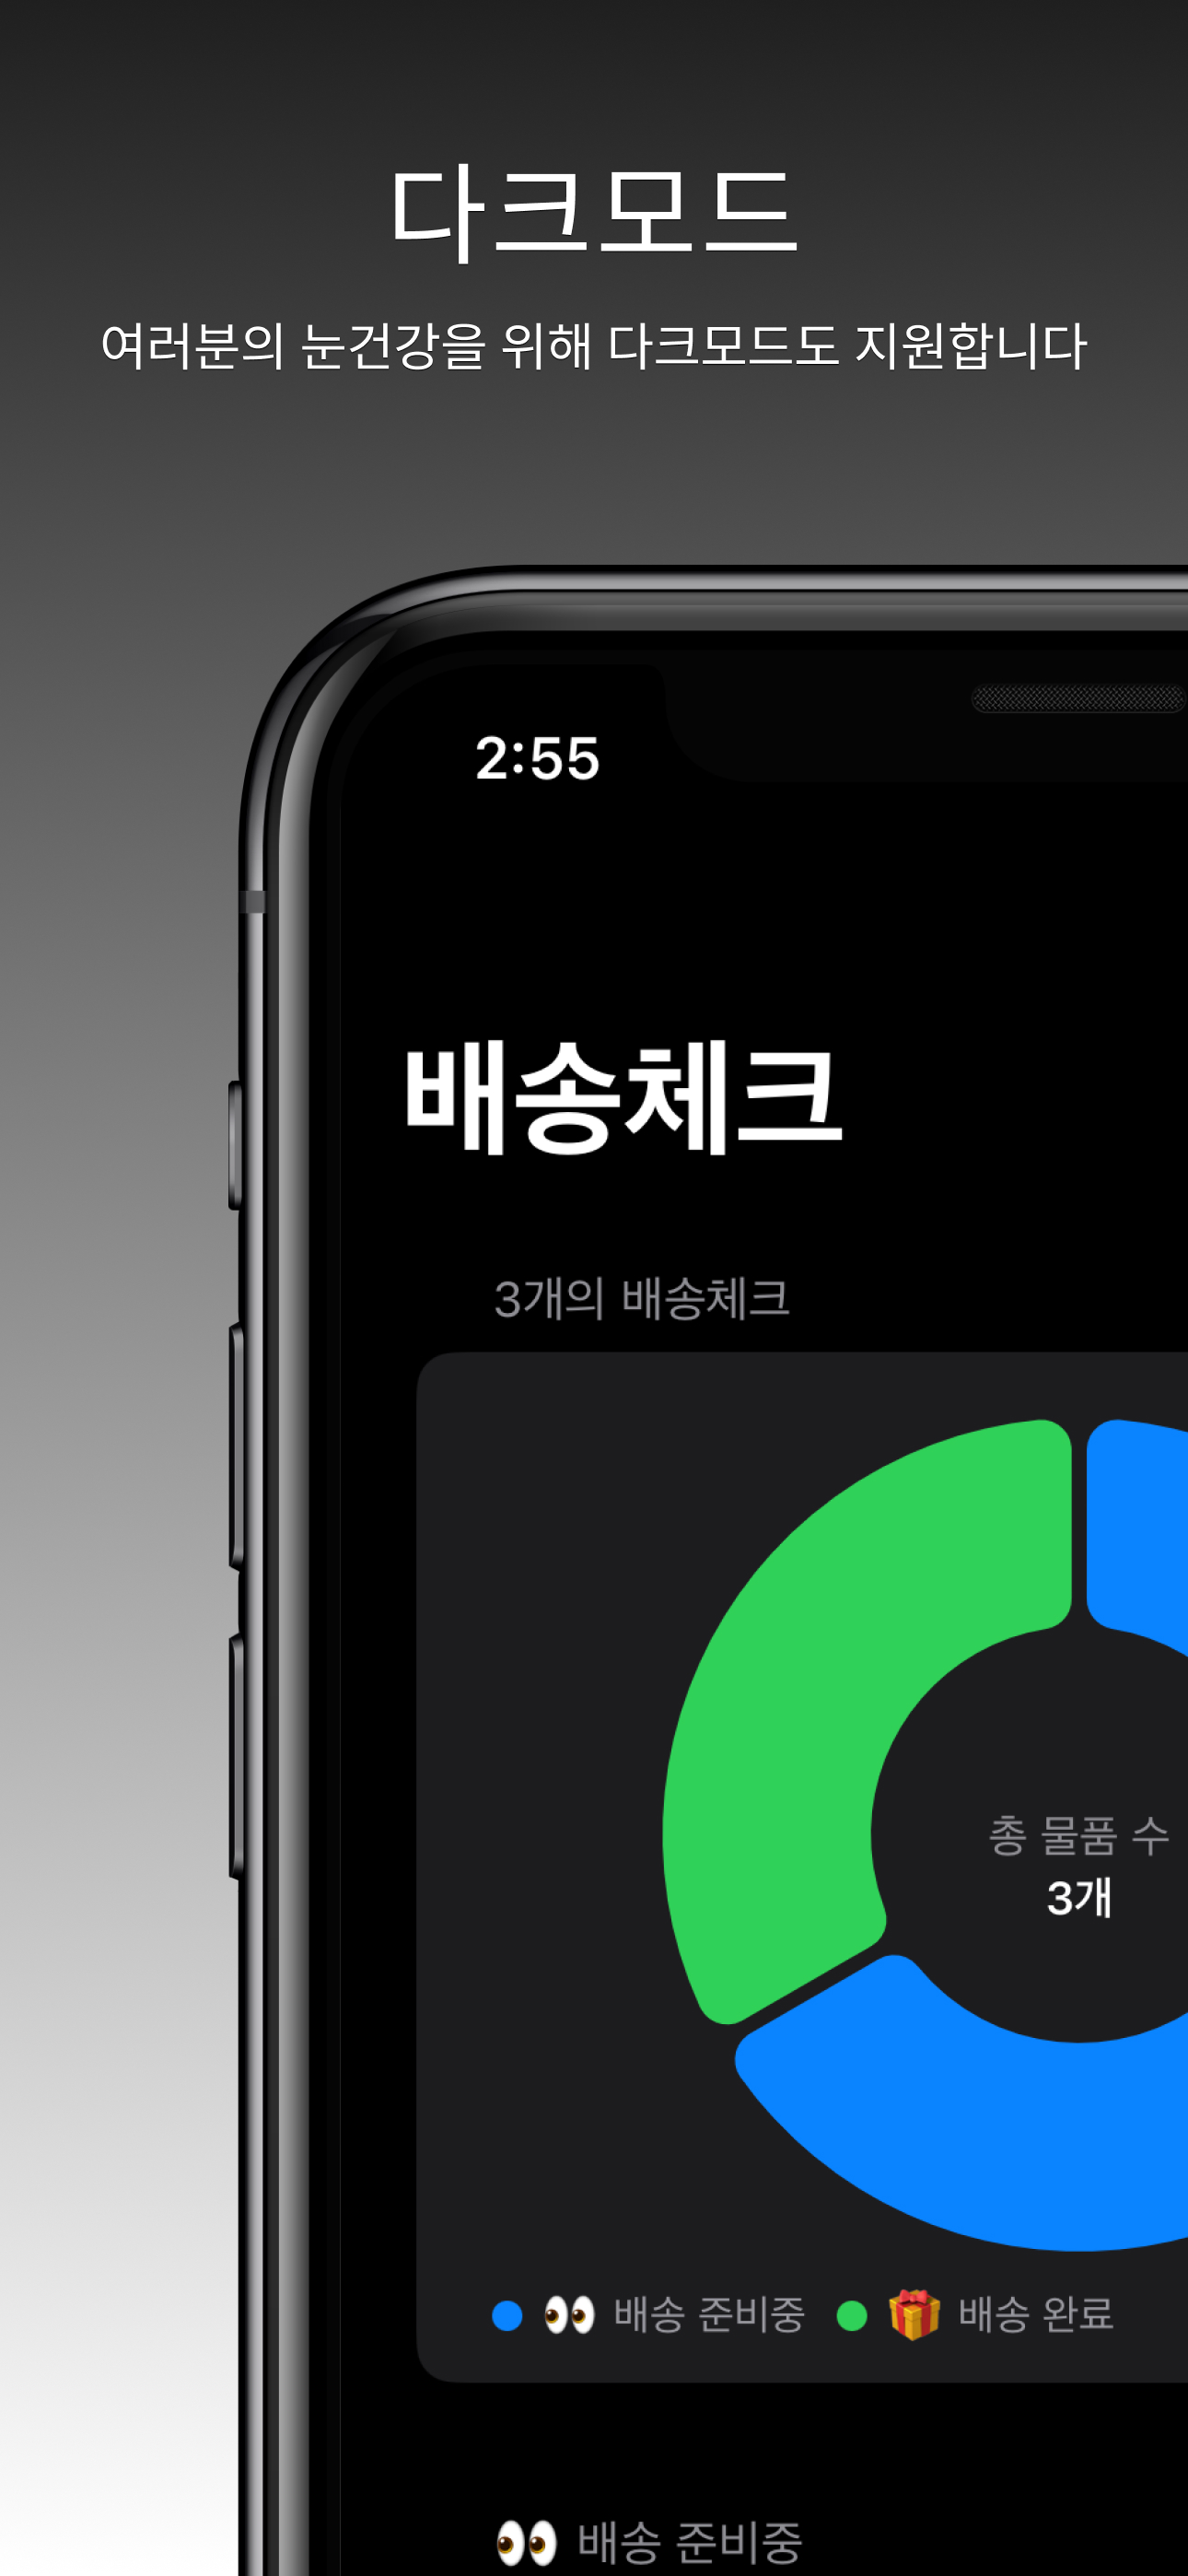 다크모드
여러분의 눈건강을 위해 다크모드도 지원합니다
2:55
배송체크
3개의 배송체크
총 물품 수
3개
👀 배송 준비중 🎁 배송 완료
👀 배송 준비중